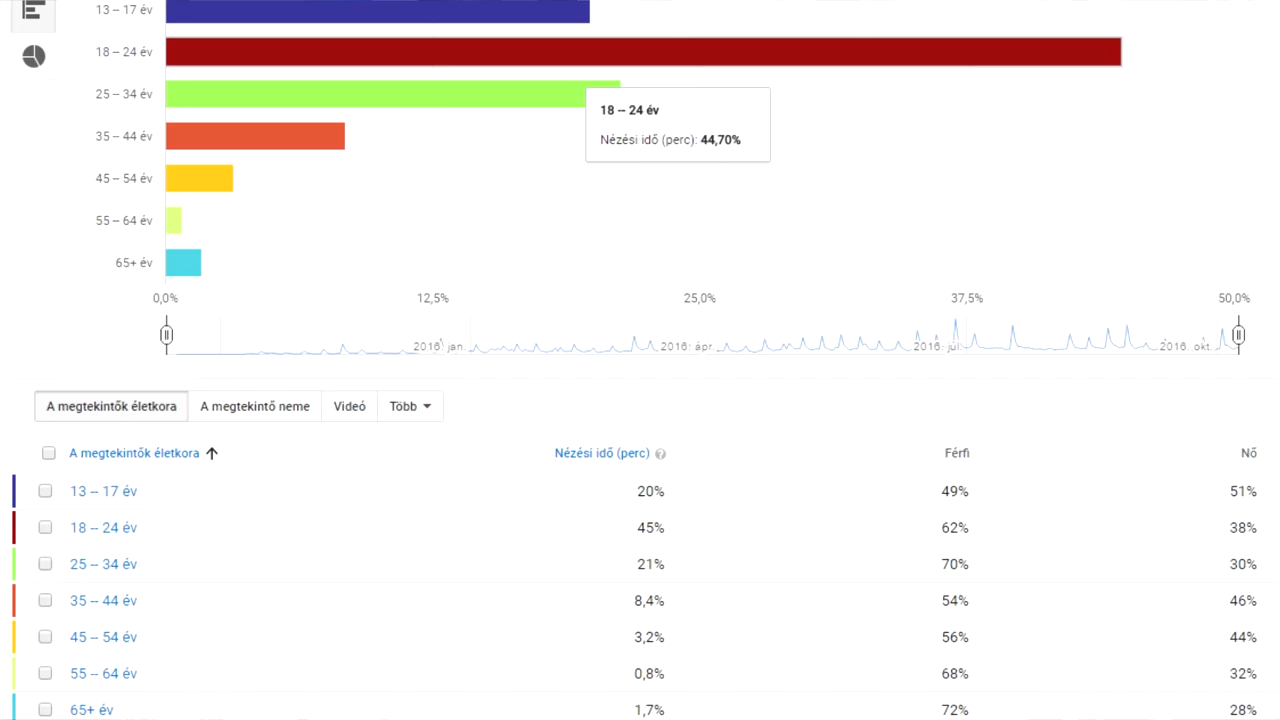 13 – 17 év
18 – 24 év
25 – 34 év
18 – 24 év
Nézési idő (perc): 44,70%
35 – 44 év
45 – 54 év
55 – 64 év
65+ év
0,0% 12,5% 25,0% 37,5% 50,0%
2016. jan. 2016. ápr. 2016. júl. 2016. okt.
A megtekintők életkora A megtekintő neme Videó Több
A megtekintők életkora Nézési idő (perc) ? Férfi Nő
13 – 17 év 20% 49% 51%
18 – 24 év 45% 62% 38%
25 – 34 év 21% 70% 30%
35 – 44 év 8,4% 54% 46%
45 – 54 év 3,2% 56% 44%
55 – 64 év 0,8% 68% 32%
65+ év 1,7% 72% 28%